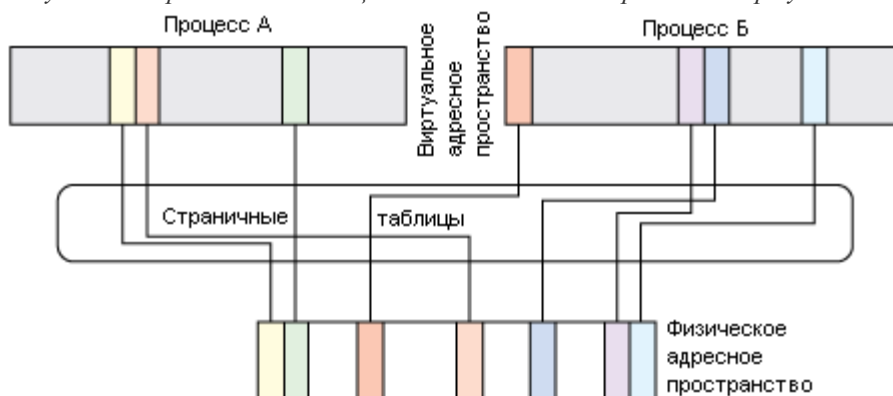 Процесс А
Процесс Б
Виртуальное
адресное
пространство
Страничные таблицы
Физическое
адресное
пространство